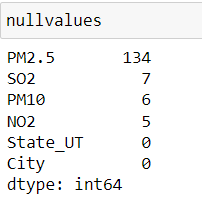 nullvalues
PM2.5 134
SO2 7
PM10 6
NO2 5
State_UT 0
City 0
dtype: int64